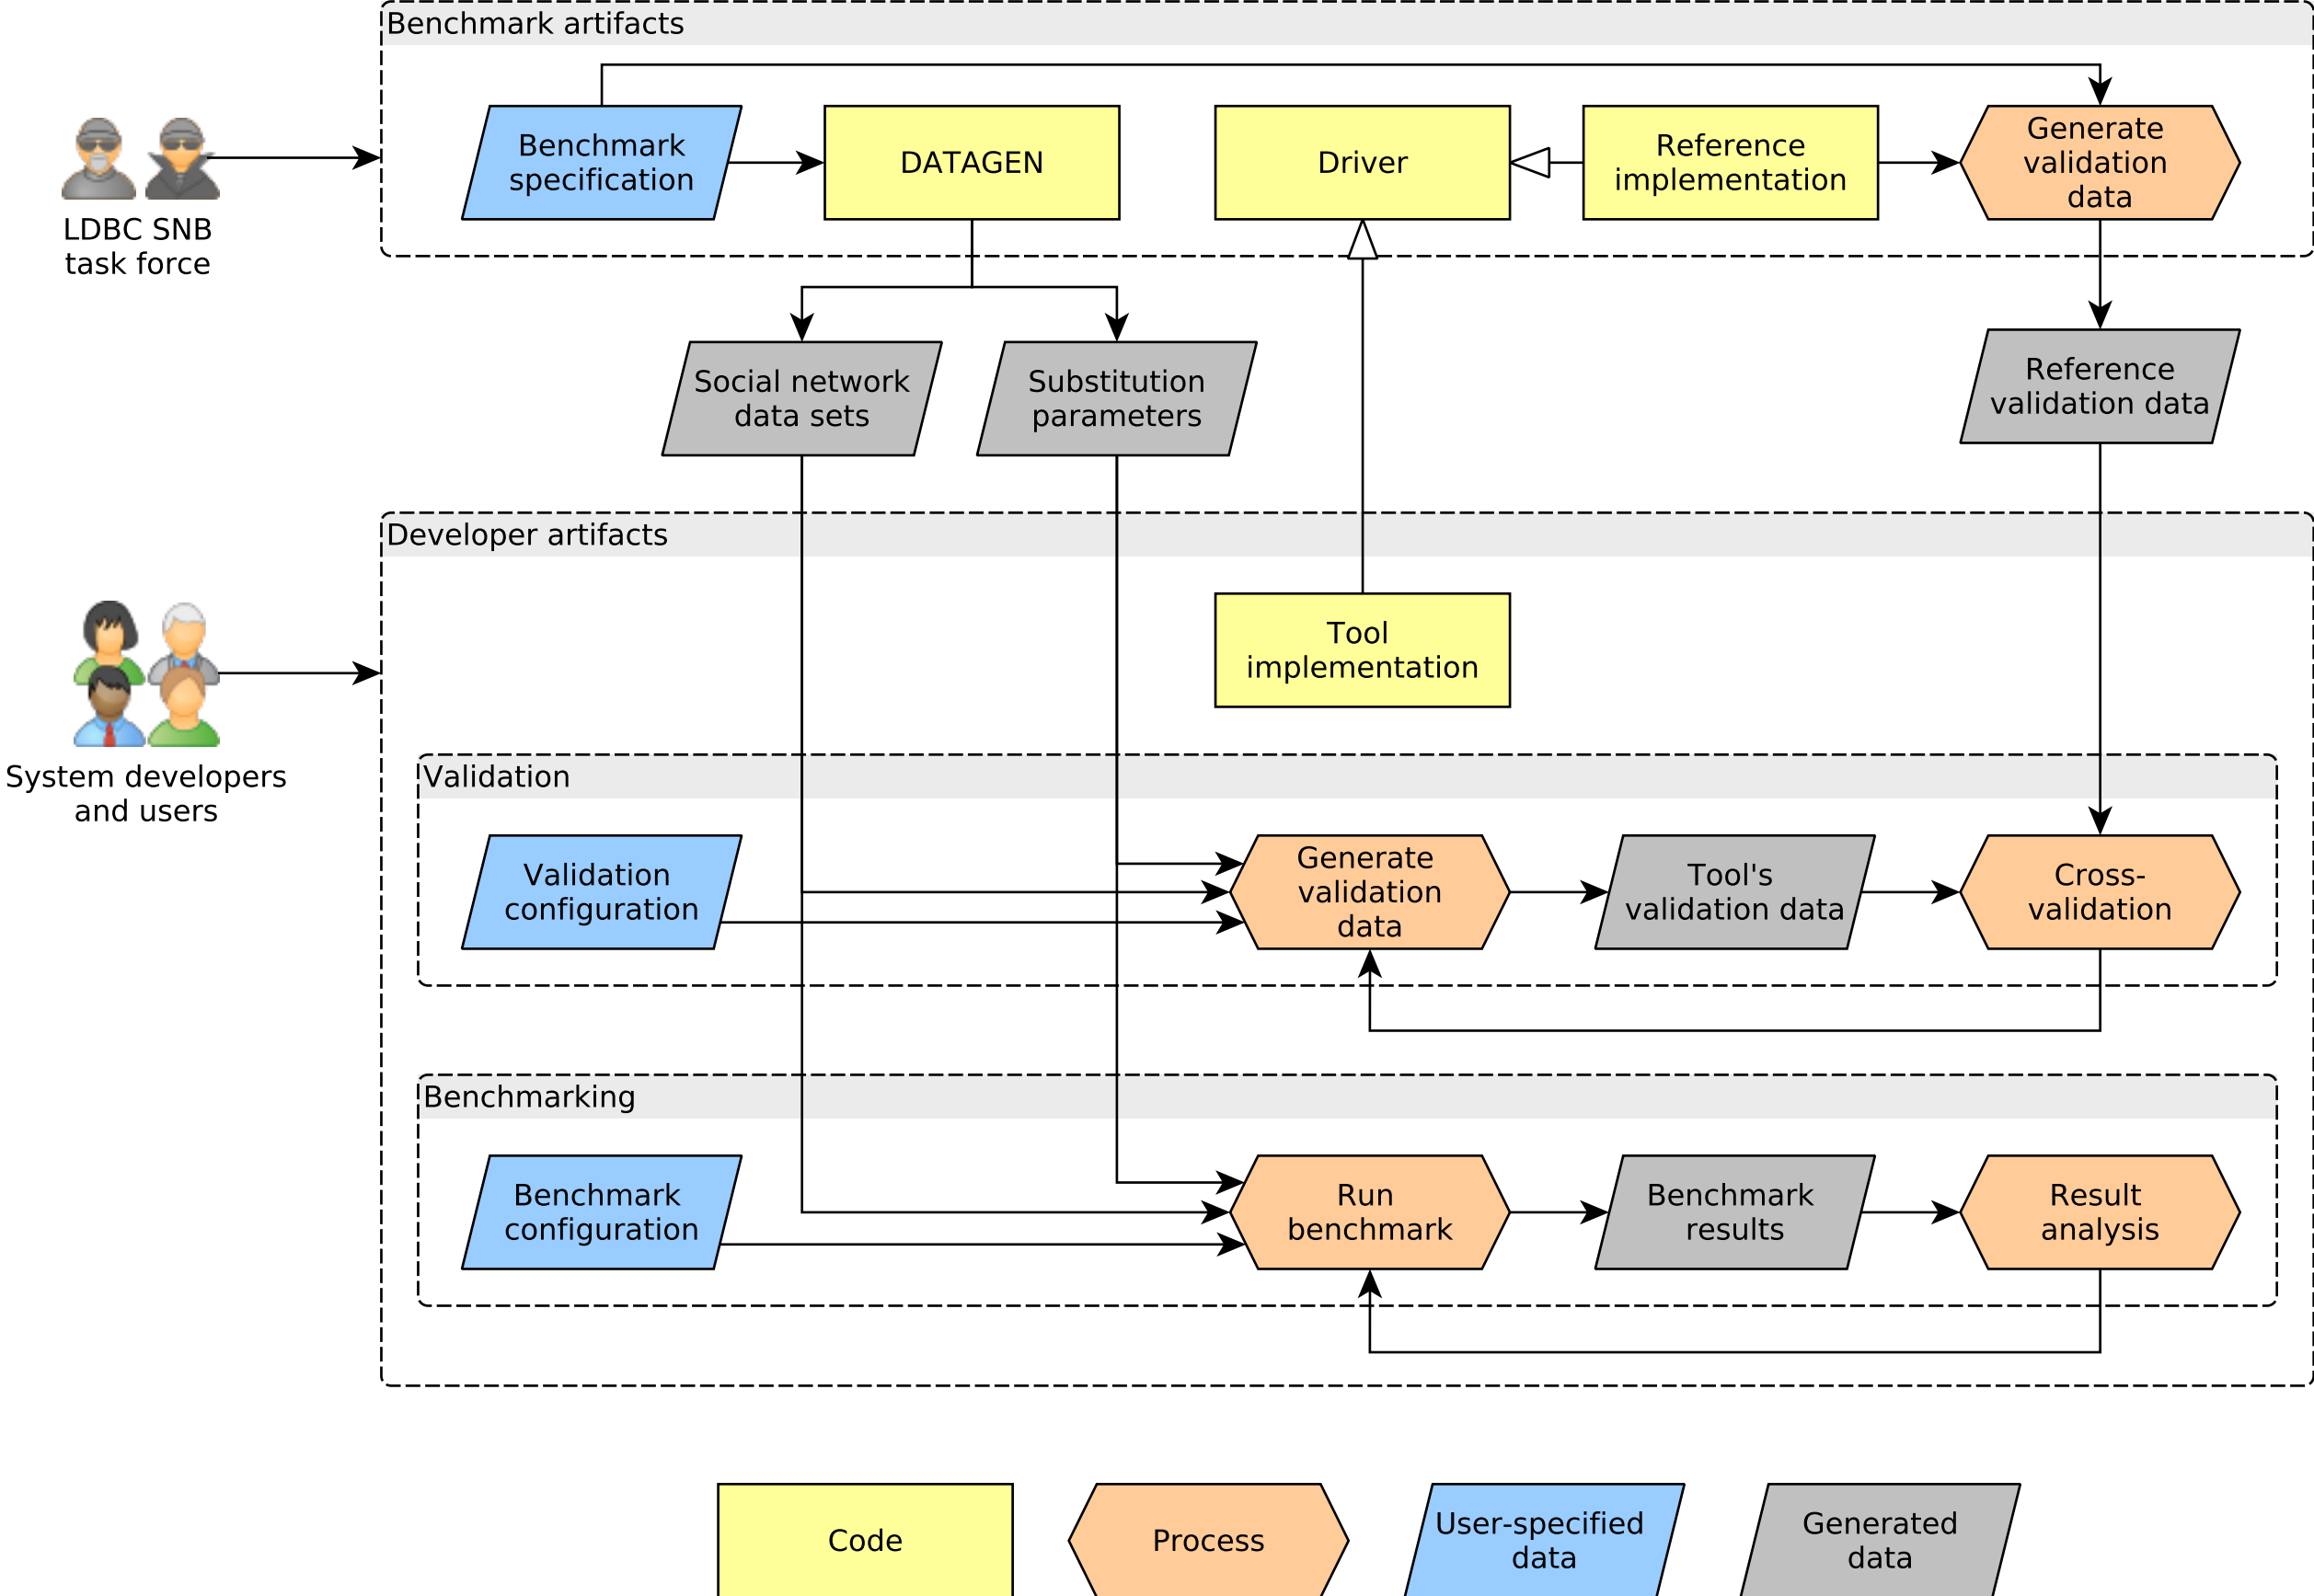 Benchmark artifacts
LDBC SNB
task force
Benchmark
specification
DATAGEN
Driver
Reference
implementation
Generate
validation
data
Social network
data sets
Substitution
parameters
Reference
validation data
Developer artifacts
System developers
and users
Tool
implementation
Validation
Validation
configuration
Generate
validation
data
Tool's
validation data
Cross-
validation
Benchmarking
Benchmark
configuration
Run
benchmark
Benchmark
results
Result
analysis
Code
Process
User-specified
data
Generated
data